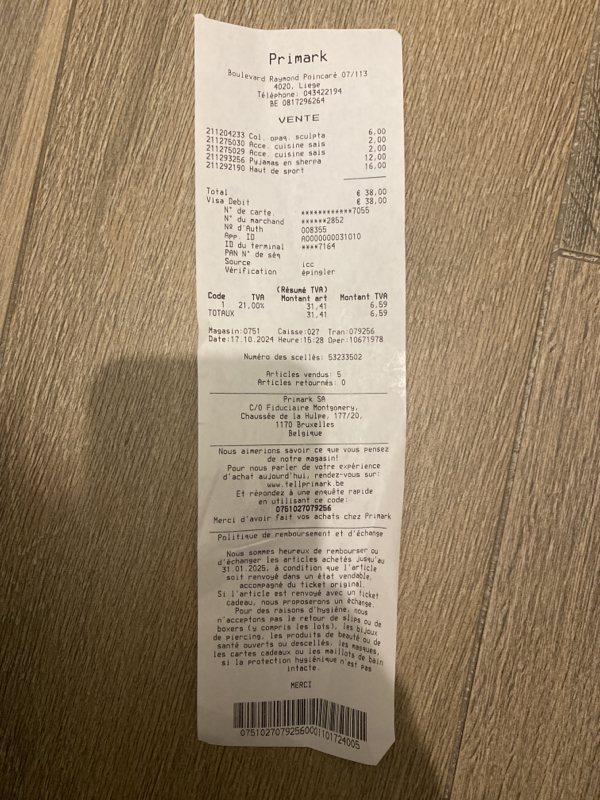 Primark
Boulevard Raymond Poincaré 07/113
4020, Liege
Téléphone: 043422194
BE 0817296264
VENTE
211204233 Col. opaq. sculpta 6,00
211275030 Acce. cuisine sais 2,00
211275029 Acce. cuisine sais 2,00
211293256 Pyjamas en sherpa 12,00
211292190 Haut de sport 16,00
Total € 38,00
Visa Debit € 38,00
N° de carte ************7055
N° du marchand ******2852
Nº d'Auth 008355
App. ID A0000000031010
ID du terminal ****7164
PAN N° de séq
Source icc
Vérification épingler
(Résumé TVA)
Code TVA Montant art Montant TVA
1 21,00% 31,41 6,59
TOTAUX 31,41 6,59
Magasin:0751 Caisse:027 Tran:079256
Date:17.10.2024 Heure:15:28 Oper:10671978
Numéro des scellés: 53233502
Articles vendus: 5
Articles retournés: 0
Primark SA
C/O Fiduciaire Montgomery,
Chaussée de la Hulpe, 177/20,
1170 Bruxelles
Belgique
Nous aimerions savoir ce que vous pensez
de notre magasin!
Pour nous parler de votre expérience
d'achat aujourd'hui, rendez-vous sur:
www.tellprimark.be
Et répondez à une enquête rapide
en utilisant ce code:
0751027079256
Merci d'avoir fait vos achats chez Primark
Politique de remboursement et d'échange
Nous sommes heureux de rembourser ou
d'échanger les articles achetés jusqu'au
31.01.2025, à condition que l'article
soit renvoyé dans un état vendable,
accompagné du ticket original.
Si l'article est renvoyé avec un ticket
cadeau, nous proposerons un échange.
Pour des raisons d'hygiène, nous
n'acceptons pas le retour de slips ou de
boxers (y compris les lots), les bijoux
de piercing, les produits de beauté ou de
santé ouverts ou descellés, les masques,
les cartes cadeaux ou les maillots de bain
si la protection hygiénique n'est pas
intacte.
MERCI
07510270792560001101724005